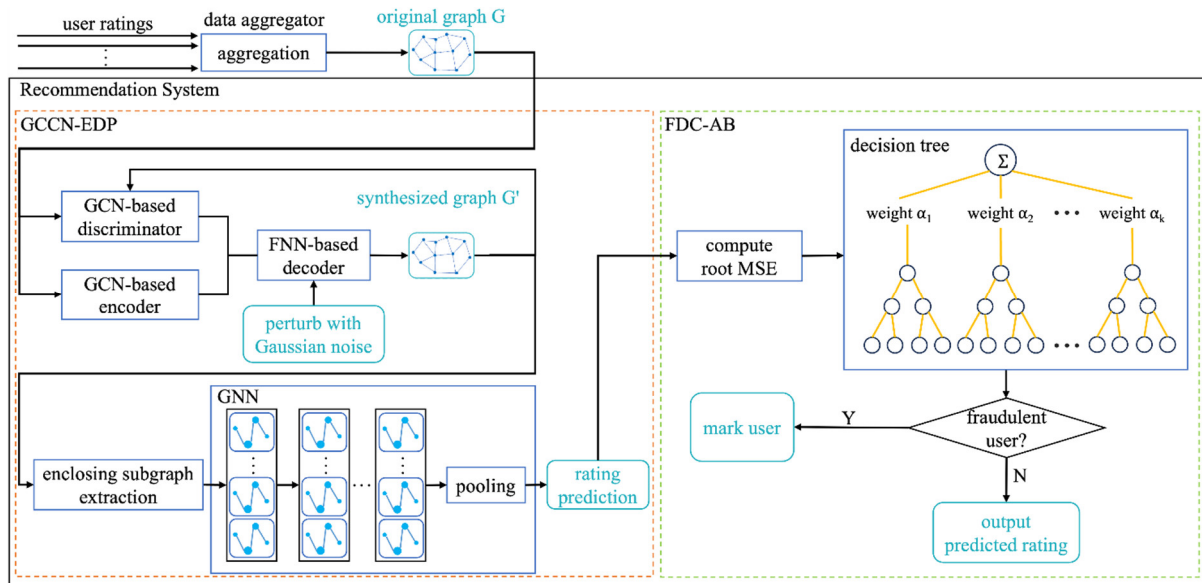 user ratings
data aggregator
aggregation
original graph G
Recommendation System
GCCN-EDP
GCN-based
discriminator
GCN-based
encoder
FNN-based
decoder
synthesized graph G'
perturb with
Gaussian noise
enclosing subgraph
extraction
GNN
pooling
rating
prediction
FDC-AB
compute
root MSE
decision tree
Σ
weight α1
weight α2
weight αk
fraudulent
user?
Y
mark user
N
output
predicted rating